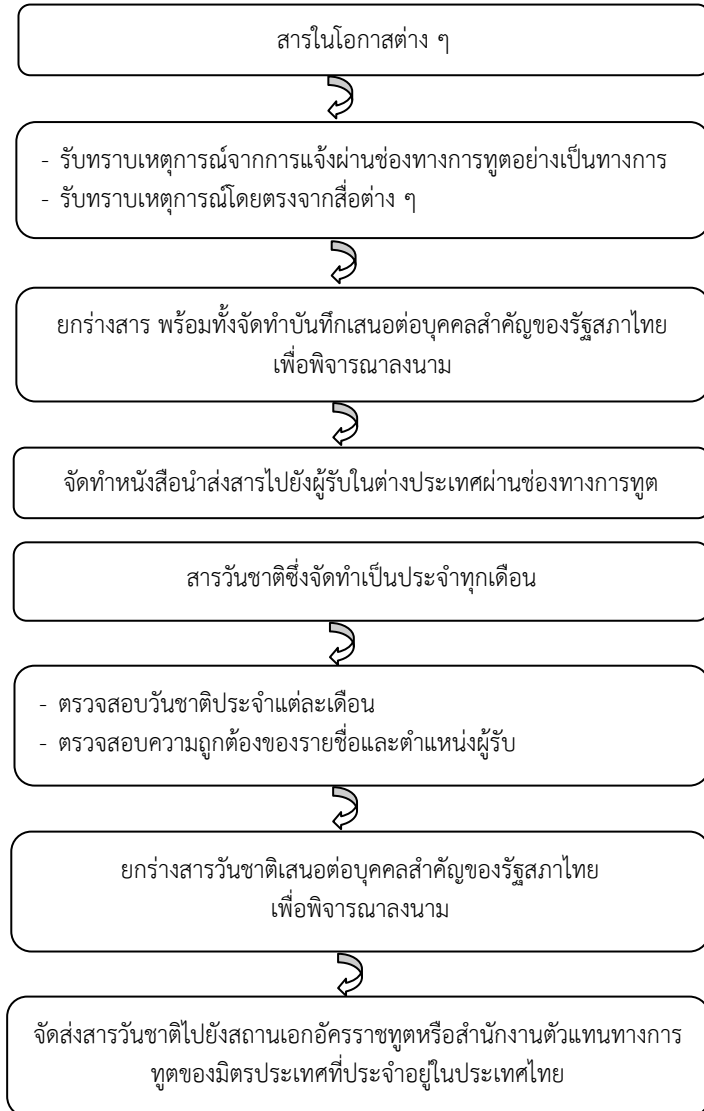 สารในโอกาสต่าง ๆ
- รับทราบเหตุการณ์จากการแจ้งผ่านช่องทางการทูตอย่างเป็นทางการ
- รับทราบเหตุการณ์โดยตรงจากสื่อต่าง ๆ
ยกร่างสาร พร้อมทั้งจัดทำบันทึกเสนอต่อบุคคลสำคัญของรัฐสภาไทย
เพื่อพิจารณาลงนาม
จัดทำหนังสือนำส่งสารไปยังผู้รับในต่างประเทศผ่านช่องทางการทูต
สารวันชาติซึ่งจัดทำเป็นประจำทุกเดือน
- ตรวจสอบวันชาติประจำแต่ละเดือน
- ตรวจสอบความถูกต้องของรายชื่อและตำแหน่งผู้รับ
ยกร่างสารวันชาติเสนอต่อบุคคลสำคัญของรัฐสภาไทย
เพื่อพิจารณาลงนาม
จัดส่งสารวันชาติไปยังสถานเอกอัครราชทูตหรือสำนักงานตัวแทนทางการ
ทูตของมิตรประเทศที่ประจำอยู่ในประเทศไทย